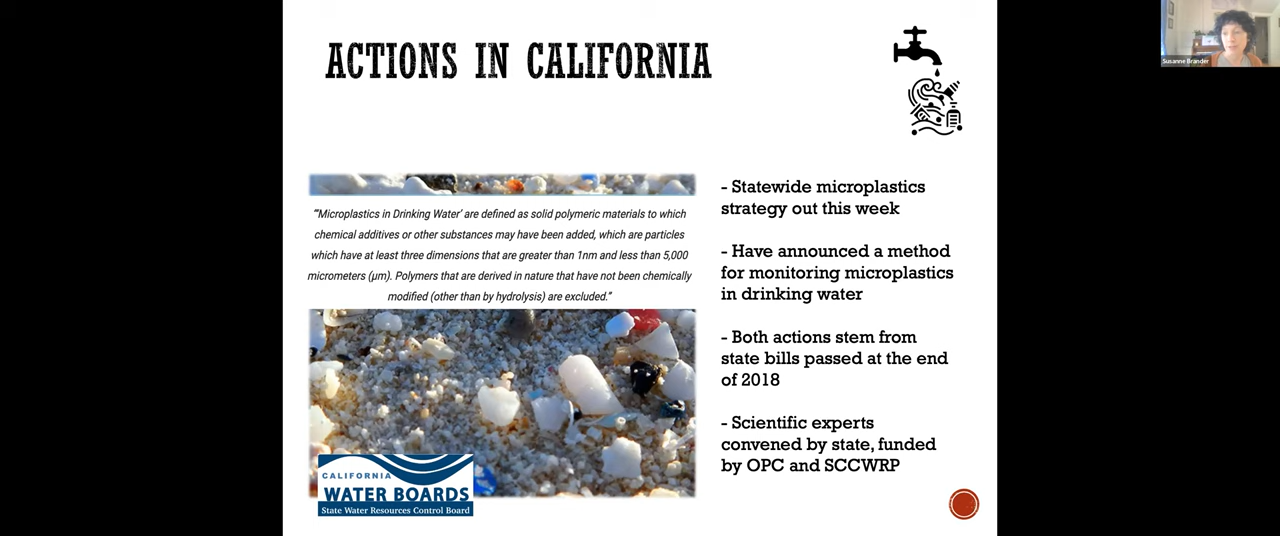 ACTIONS IN CALIFORNIA
Susanne Brander
"'Microplastics in Drinking Water' are defined as solid polymeric materials to which
chemical additives or other substances may have been added, which are particles
which have at least three dimensions that are greater than 1nm and less than 5,000
micrometers (µm). Polymers that are derived in nature that have not been chemically
modified (other than by hydrolysis) are excluded."
CALIFORNIA
WATER BOARDS
State Water Resources Control Board
- Statewide microplastics
strategy out this week
- Have announced a method
for monitoring microplastics
in drinking water
- Both actions stem from
state bills passed at the end
of 2018
- Scientific experts
convened by state, funded
by OPC and SCCWRP